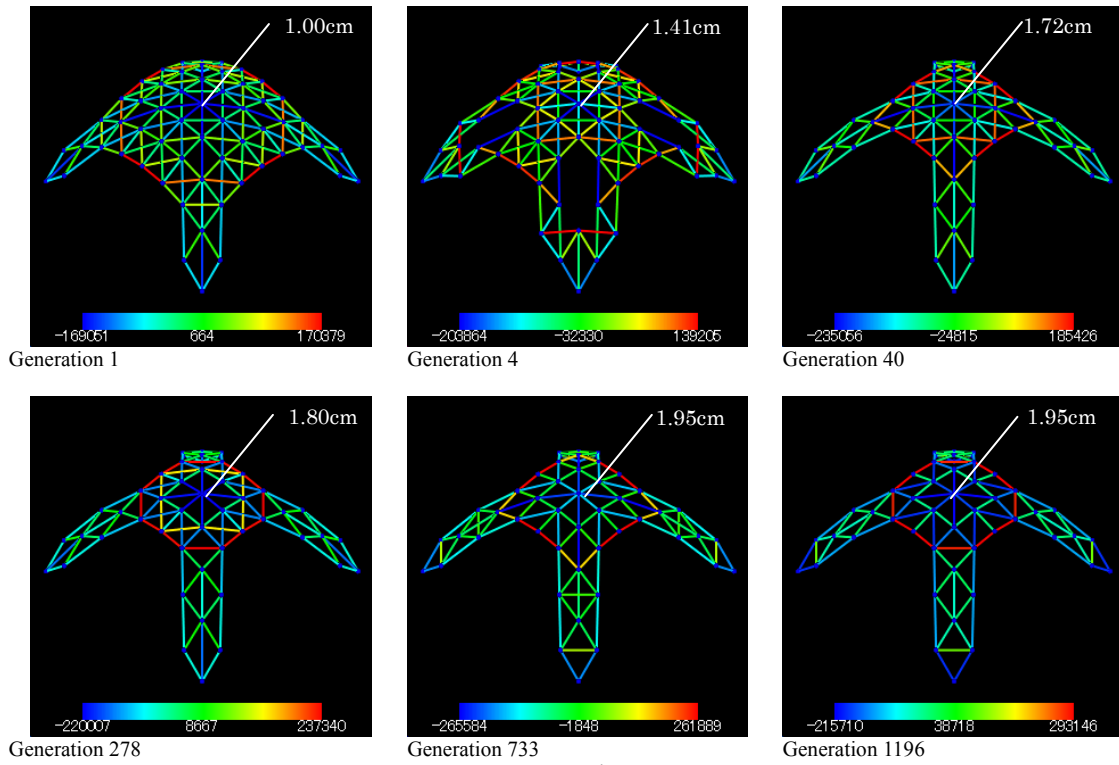 1.00cm
-169051 664 170379
Generation 1
1.41cm
-203864 -32330 139205
Generation 4
1.72cm
-235056 -24815 185426
Generation 40
1.80cm
-220007 8667 237340
Generation 278
1.95cm
-265584 -1848 261889
Generation 733
1.95cm
-215710 38718 293146
Generation 1196